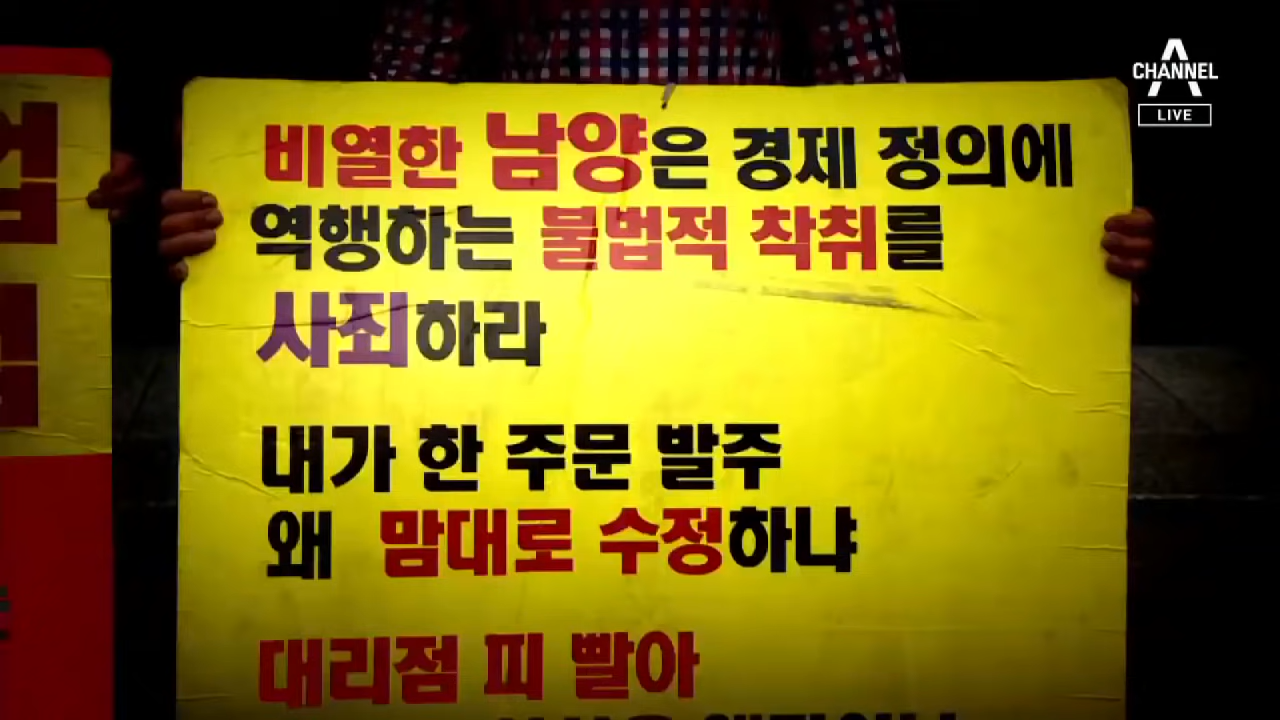 CHANNEL A
LIVE
비열한 남양은 경제 정의에
역행하는 불법적 착취를
사죄하라
내가 한 주문 발주
왜 맘대로 수정하냐
대리점 피 빨아
업